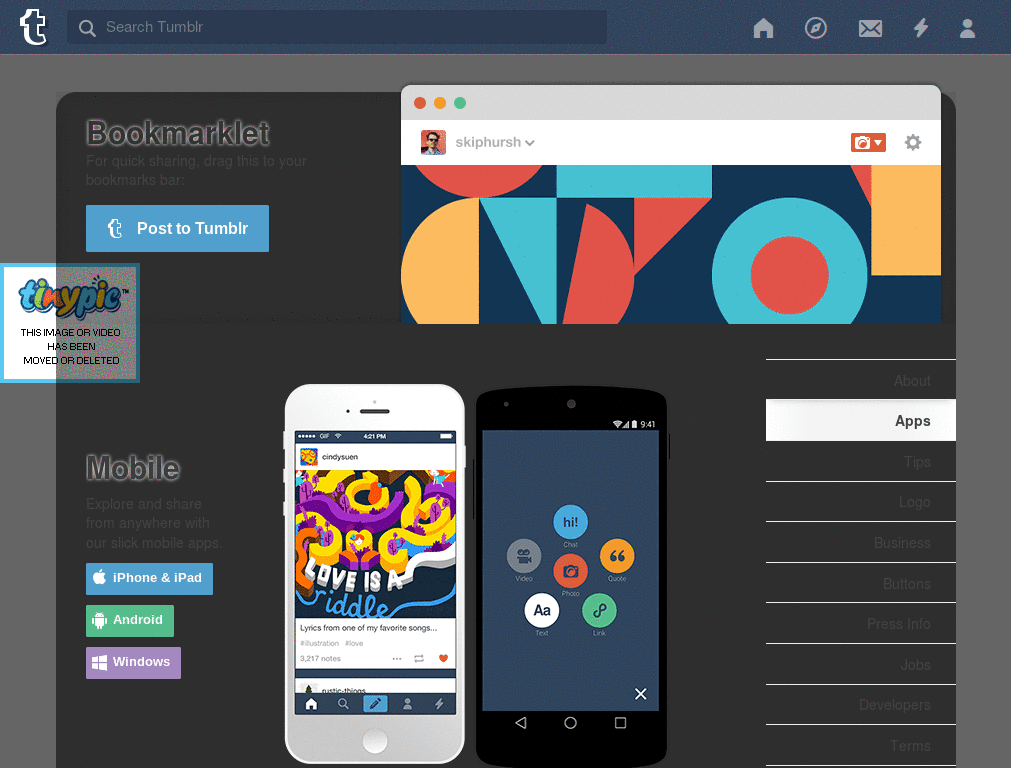 Search Tumblr
Bookmarklet
For quick sharing, drag this to your
bookmarks bar:
t Post to Tumblr
skiphursh
tinypic™
THIS IMAGE OR VIDEO
HAS BEEN
MOVED OR DELETED
Mobile
Explore and share
from anywhere with
our slick mobile apps.
iPhone & iPad
Android
Windows
GIF 4:21 PM
cindysuen
LOVE IS A
riddle
Lyrics from one of my favorite songs...
#illustration #love
3,217 notes
rustic-things
9:41
hi!
Chat
Video
Photo
Quote
Aa
Text
Link
About
Apps
Tips
Logo
Business
Buttons
Press Info
Jobs
Developers
Terms